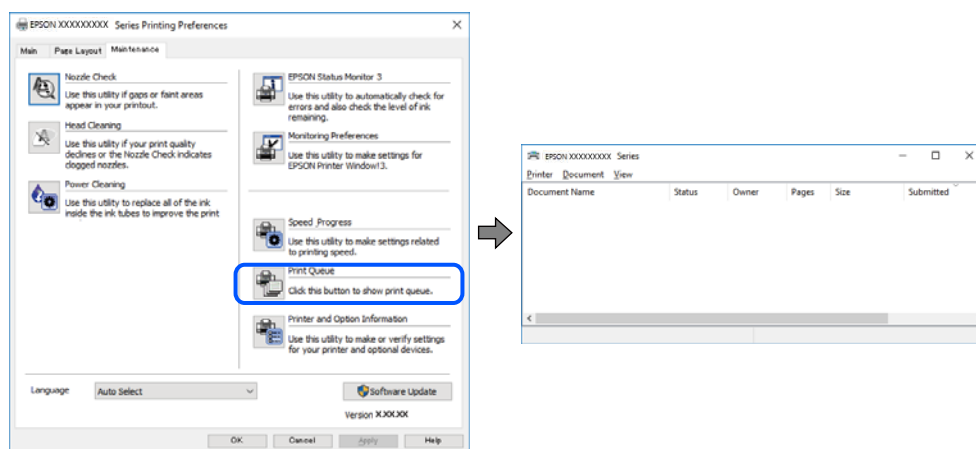 EPSON XXXXXXXXX Series Printing Preferences
Main Page Layout Maintenance
Nozzle Check
Use this utility if gaps or faint areas
appear in your printout.
Head Cleaning
Use this utility if your print quality
declines or the Nozzle Check indicates
clogged nozzles.
Power Cleaning
Use this utility to replace all of the ink
inside the ink tubes to improve the print
EPSON Status Monitor 3
Use this utility to automatically check for
errors and also check the level of ink
remaining.
Monitoring Preferences
Use this utility to make settings for
EPSON Printer Window!3.
Speed Progress
Use this utility to make settings related
to printing speed.
Print Queue
Click this button to show print queue.
Printer and Option Information
Use this utility to make or verify settings
for your printer and optional devices.
Language Auto Select
Software Update
Version X.XX.XX
OK Cancel Apply Help
EPSON XXXXXXXXX Series
Printer Document View
Document Name Status Owner Pages Size Submitted